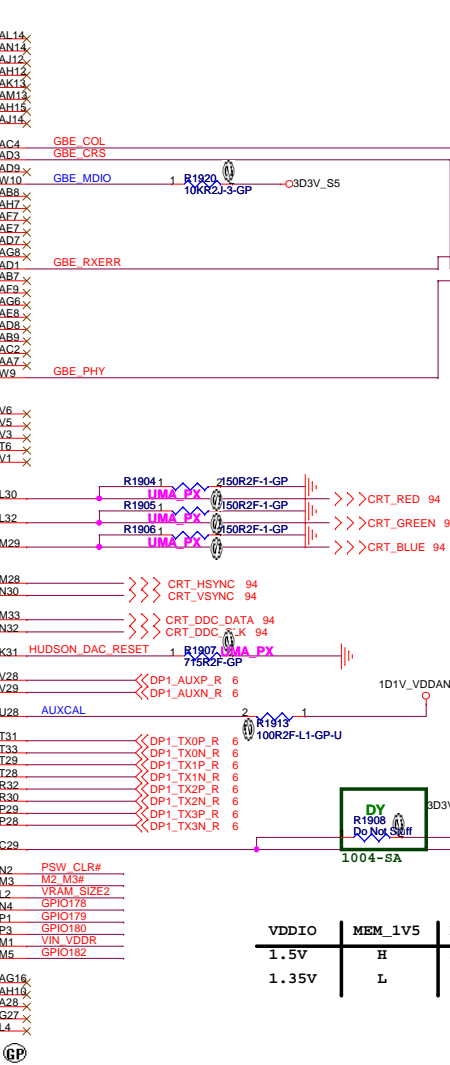 AL14
AN14
AJ12
AH12
AK13
AM13
AH15
AJ14
AC4 GBE_COL
AD3 GBE_CRS
AD9
W10 GBE_MDIO 1 R1920 2 3D3V_S5
10KR2J-3-GP
AB8
AH7
AF7
AE7
AD7
AG8
AD1 GBE_RXERR
AB7
AF9
AG6
AE8
AD8
AB9
AC2
AA7
W9 GBE_PHY
V6
V5
V3
T6
V1
R1904 1 2 150R2F-1-GP
L30 UMA_PX CRT_RED 94
R1905 1 150R2F-1-GP
L32 UMA_PX CRT_GREEN 9
R1906 1 150R2F-1-GP
M29 UMA_PX CRT_BLUE 94
M28 CRT_HSYNC 94
N30 CRT_VSYNC 94
M33 CRT_DDC_DATA 94
N32 CRT_DDC_CLK 94
K31 HUDSON_DAC_RESET 1 R1907 UMA_PX
715R2F-GP
V28 DP1_AUXP_R 6
V29 DP1_AUXN_R 6
1D1V_VDDAN
U28 AUXCAL 2 R1913 1
100R2F-L1-GP-U
T31 DP1_TX0P_R 6
T33 DP1_TX0N_R 6
T29 DP1_TX1P_R 6
T28 DP1_TX1N_R 6
R32 DP1_TX2P_R 6
R30 DP1_TX2N_R 6
P29 DP1_TX3P_R 6
P28 DP1_TX3N_R 6
DY 3D3V
R1908
Do Not Stuff
C29
1004-SA
N2 PSW_CLR#
M3 M2_M3#
L2 VRAM_SIZE2
N4 GPIO178
P1 GPIO179
P3 GPIO180
M1 VIN_VDDR
M5 GPIO182
VDDIO MEM_1V5
1.5V H
1.35V L
AG16
AH10
A28
G27
L4
GP